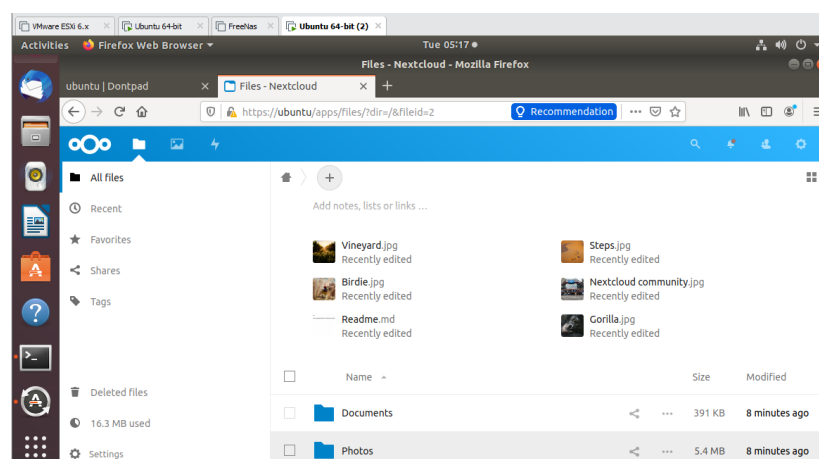 VMware ESXi 6.x × Ubuntu 64-bit × FreeNas × Ubuntu 64-bit (2) ×
Activities Firefox Web Browser Tue 05:17
Files - Nextcloud - Mozilla Firefox
ubuntu | Dontpad × Files - Nextcloud × +
https://ubuntu/apps/files/?dir=/&fileid=2 Recommendation
All files
Recent
Favorites
Shares
Tags
Deleted files
16.3 MB used
Settings
+
Add notes, lists or links ...
Vineyard.jpg
Recently edited
Steps.jpg
Recently edited
Birdie.jpg
Recently edited
Nextcloud community.jpg
Recently edited
Readme.md
Recently edited
Gorilla.jpg
Recently edited
Name Size Modified
Documents 391 KB 8 minutes ago
Photos 5.4 MB 8 minutes ago